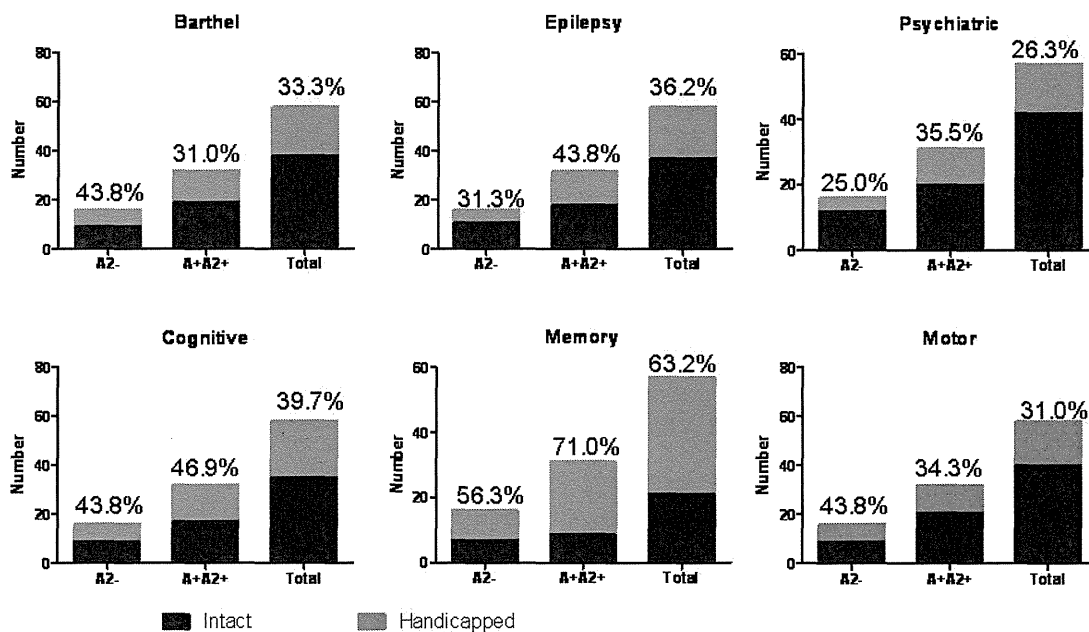 Barthel
Number
80
60
40
20
0
43.8%
31.0%
33.3%
A2-
A+A2+
Total
Epilepsy
Number
80
60
40
20
0
31.3%
43.8%
36.2%
A2-
A+A2+
Total
Psychiatric
Number
60
40
20
0
25.0%
35.5%
26.3%
A2-
A+A2+
Total
Cognitive
Number
80
60
40
20
0
43.8%
46.9%
39.7%
A2-
A+A2+
Total
Memory
Number
60
40
20
0
56.3%
71.0%
63.2%
A2-
A+A2+
Total
Motor
Number
80
60
40
20
0
43.8%
34.3%
31.0%
A2-
A+A2+
Total
Intact
Handicapped